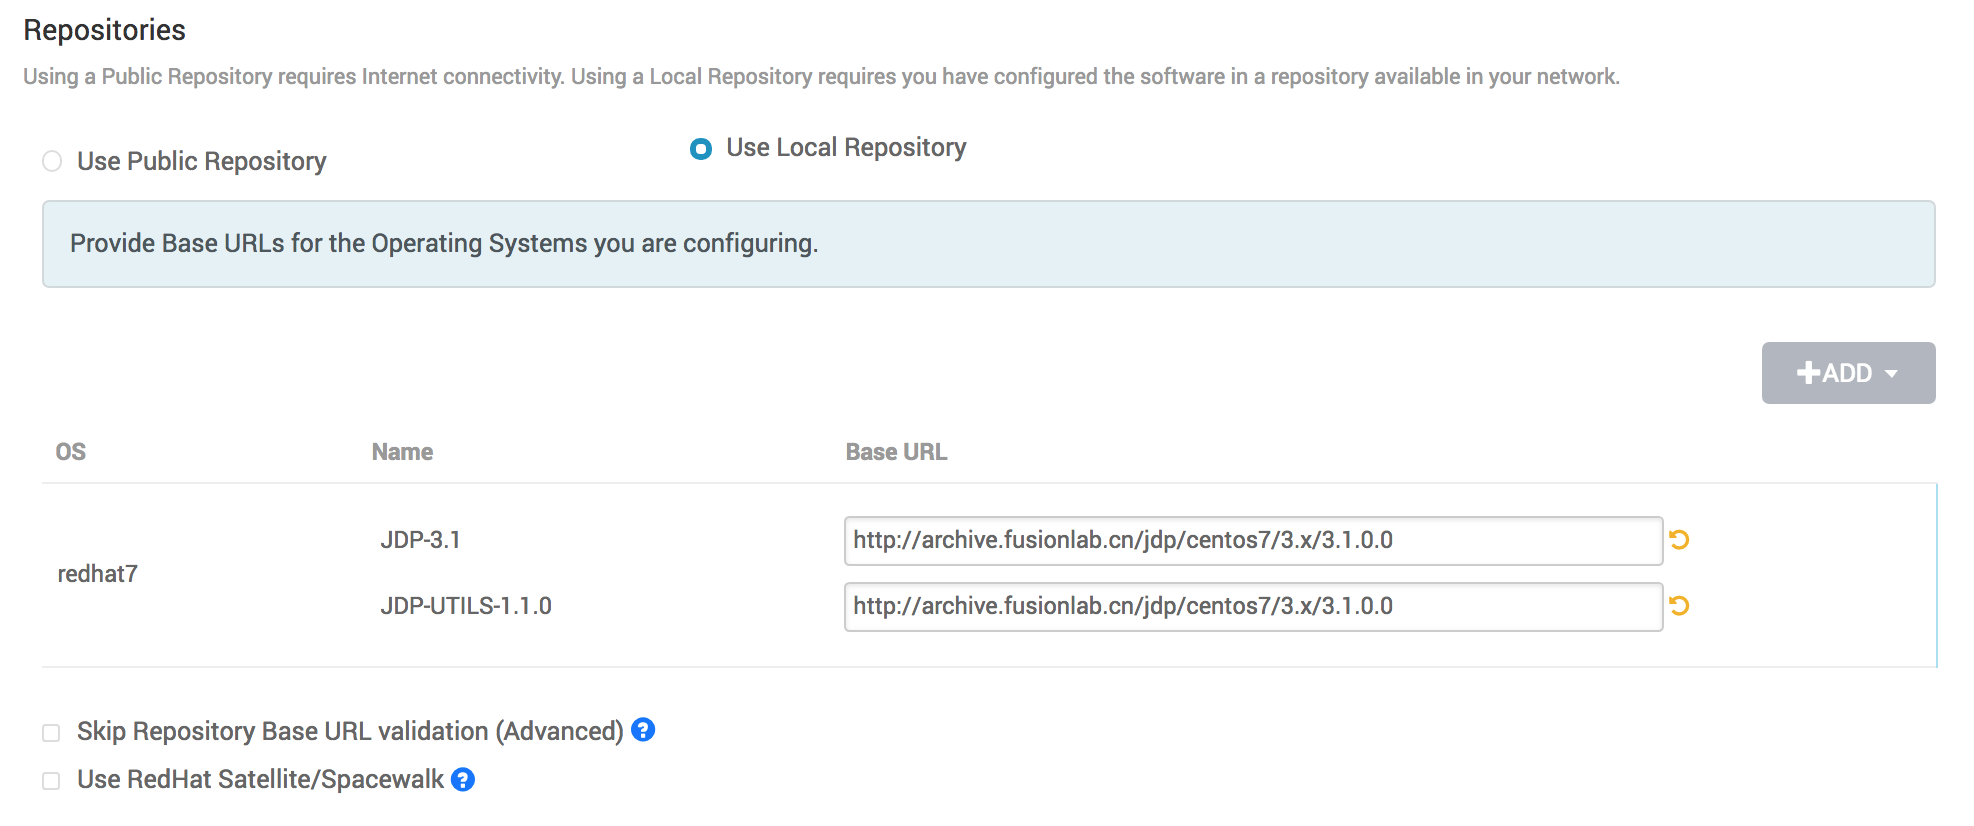 Repositories
Using a Public Repository requires Internet connectivity. Using a Local Repository requires you have configured the software in a repository available in your network.
Use Public Repository
Use Local Repository
Provide Base URLs for the Operating Systems you are configuring.
ADD
OS Name Base URL
redhat7
JDP-3.1 http://archive.fusionlab.cn/jdp/centos7/3.x/3.1.0.0
JDP-UTILS-1.1.0 http://archive.fusionlab.cn/jdp/centos7/3.x/3.1.0.0
Skip Repository Base URL validation (Advanced) ?
Use RedHat Satellite/Spacewalk ?